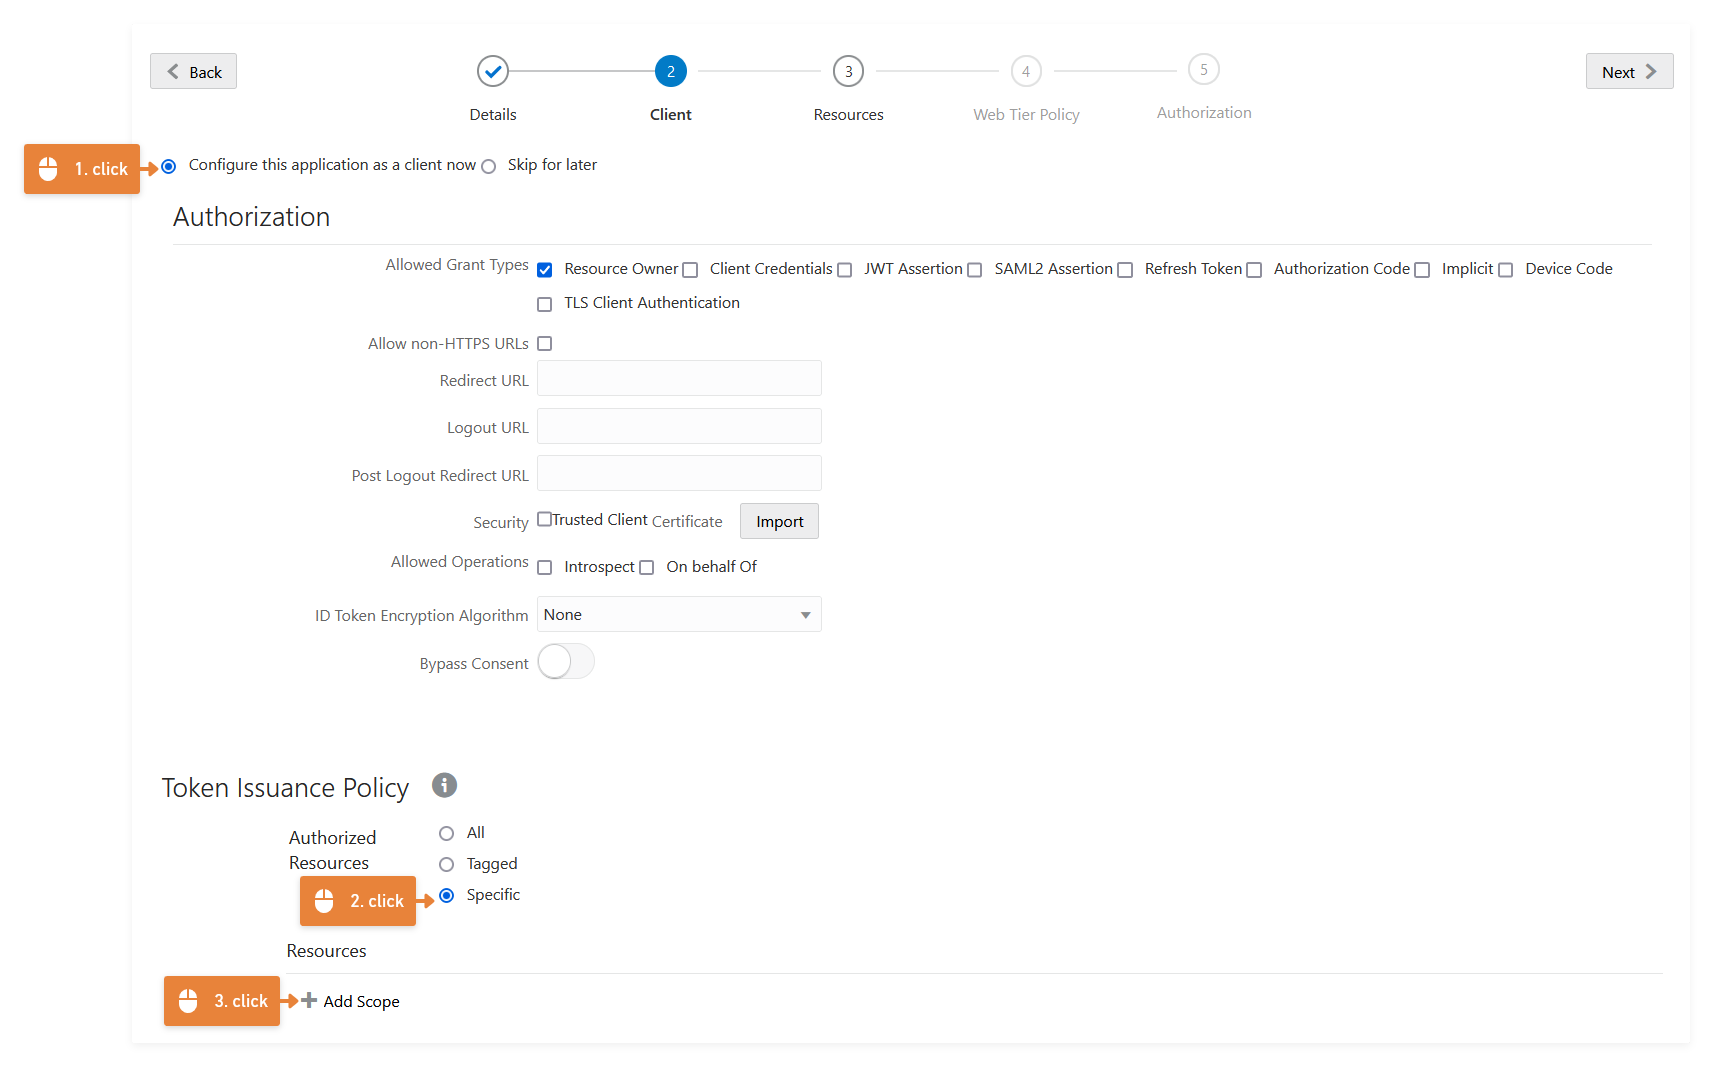 Back
2
3
4
5
Next
Details
Client
Resources
Web Tier Policy
Authorization
1. click
Configure this application as a client now
Skip for later
Authorization
Allowed Grant Types
Resource Owner
Client Credentials
JWT Assertion
SAML2 Assertion
Refresh Token
Authorization Code
Implicit
Device Code
TLS Client Authentication
Allow non-HTTPS URLs
Redirect URL
Logout URL
Post Logout Redirect URL
Security
Trusted Client
Certificate
Import
Allowed Operations
Introspect
On behalf Of
ID Token Encryption Algorithm
None
Bypass Consent
Token Issuance Policy
i
Authorized
Resources
All
Tagged
2. click
Specific
Resources
3. click
Add Scope